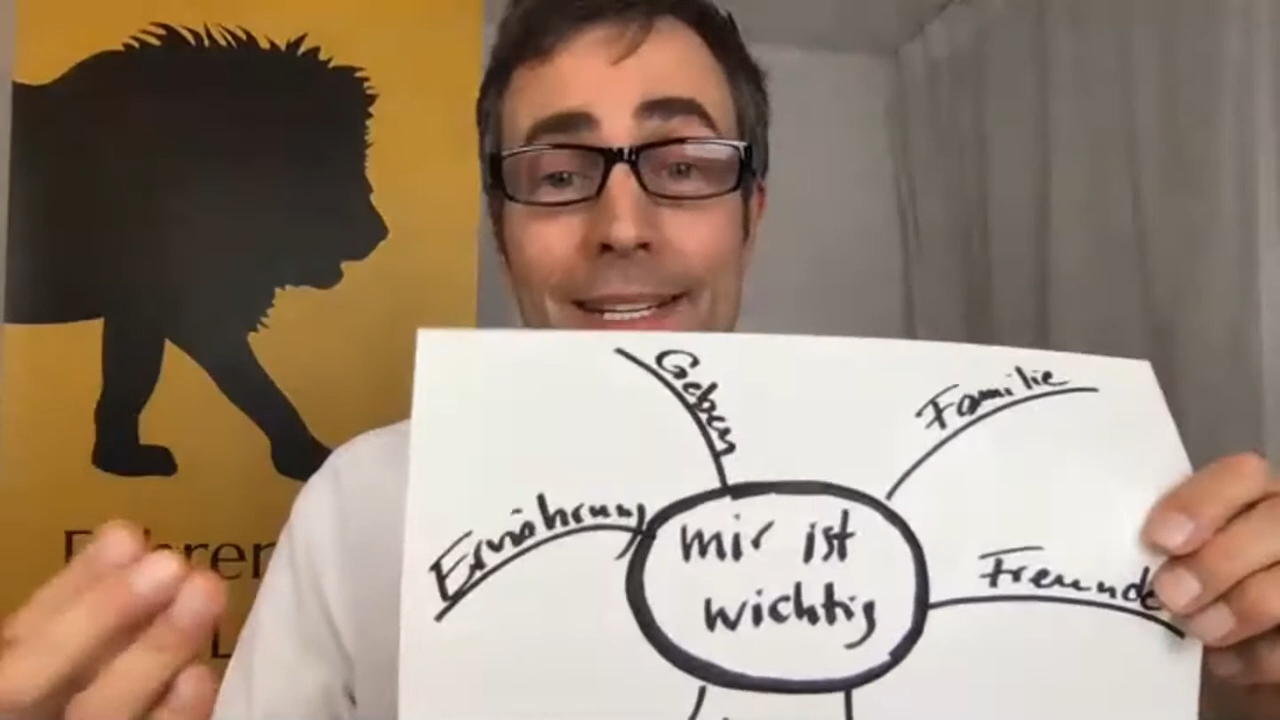 Geben
Familie
Ernährung
mir ist
wichtig
Freunde